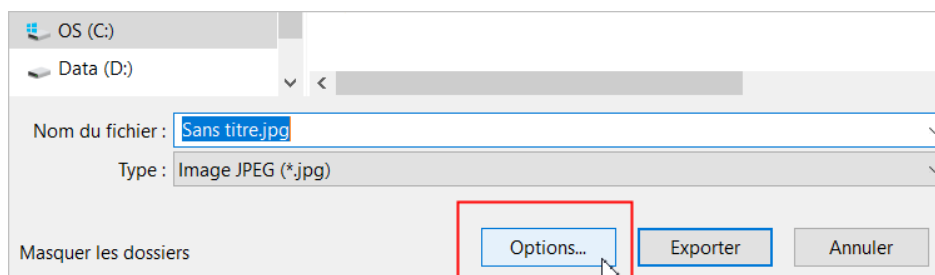 OS (C:)
Data (D:)
Nom du fichier : Sans titre.jpg
Type : Image JPEG (*.jpg)
Masquer les dossiers Options... Exporter Annuler